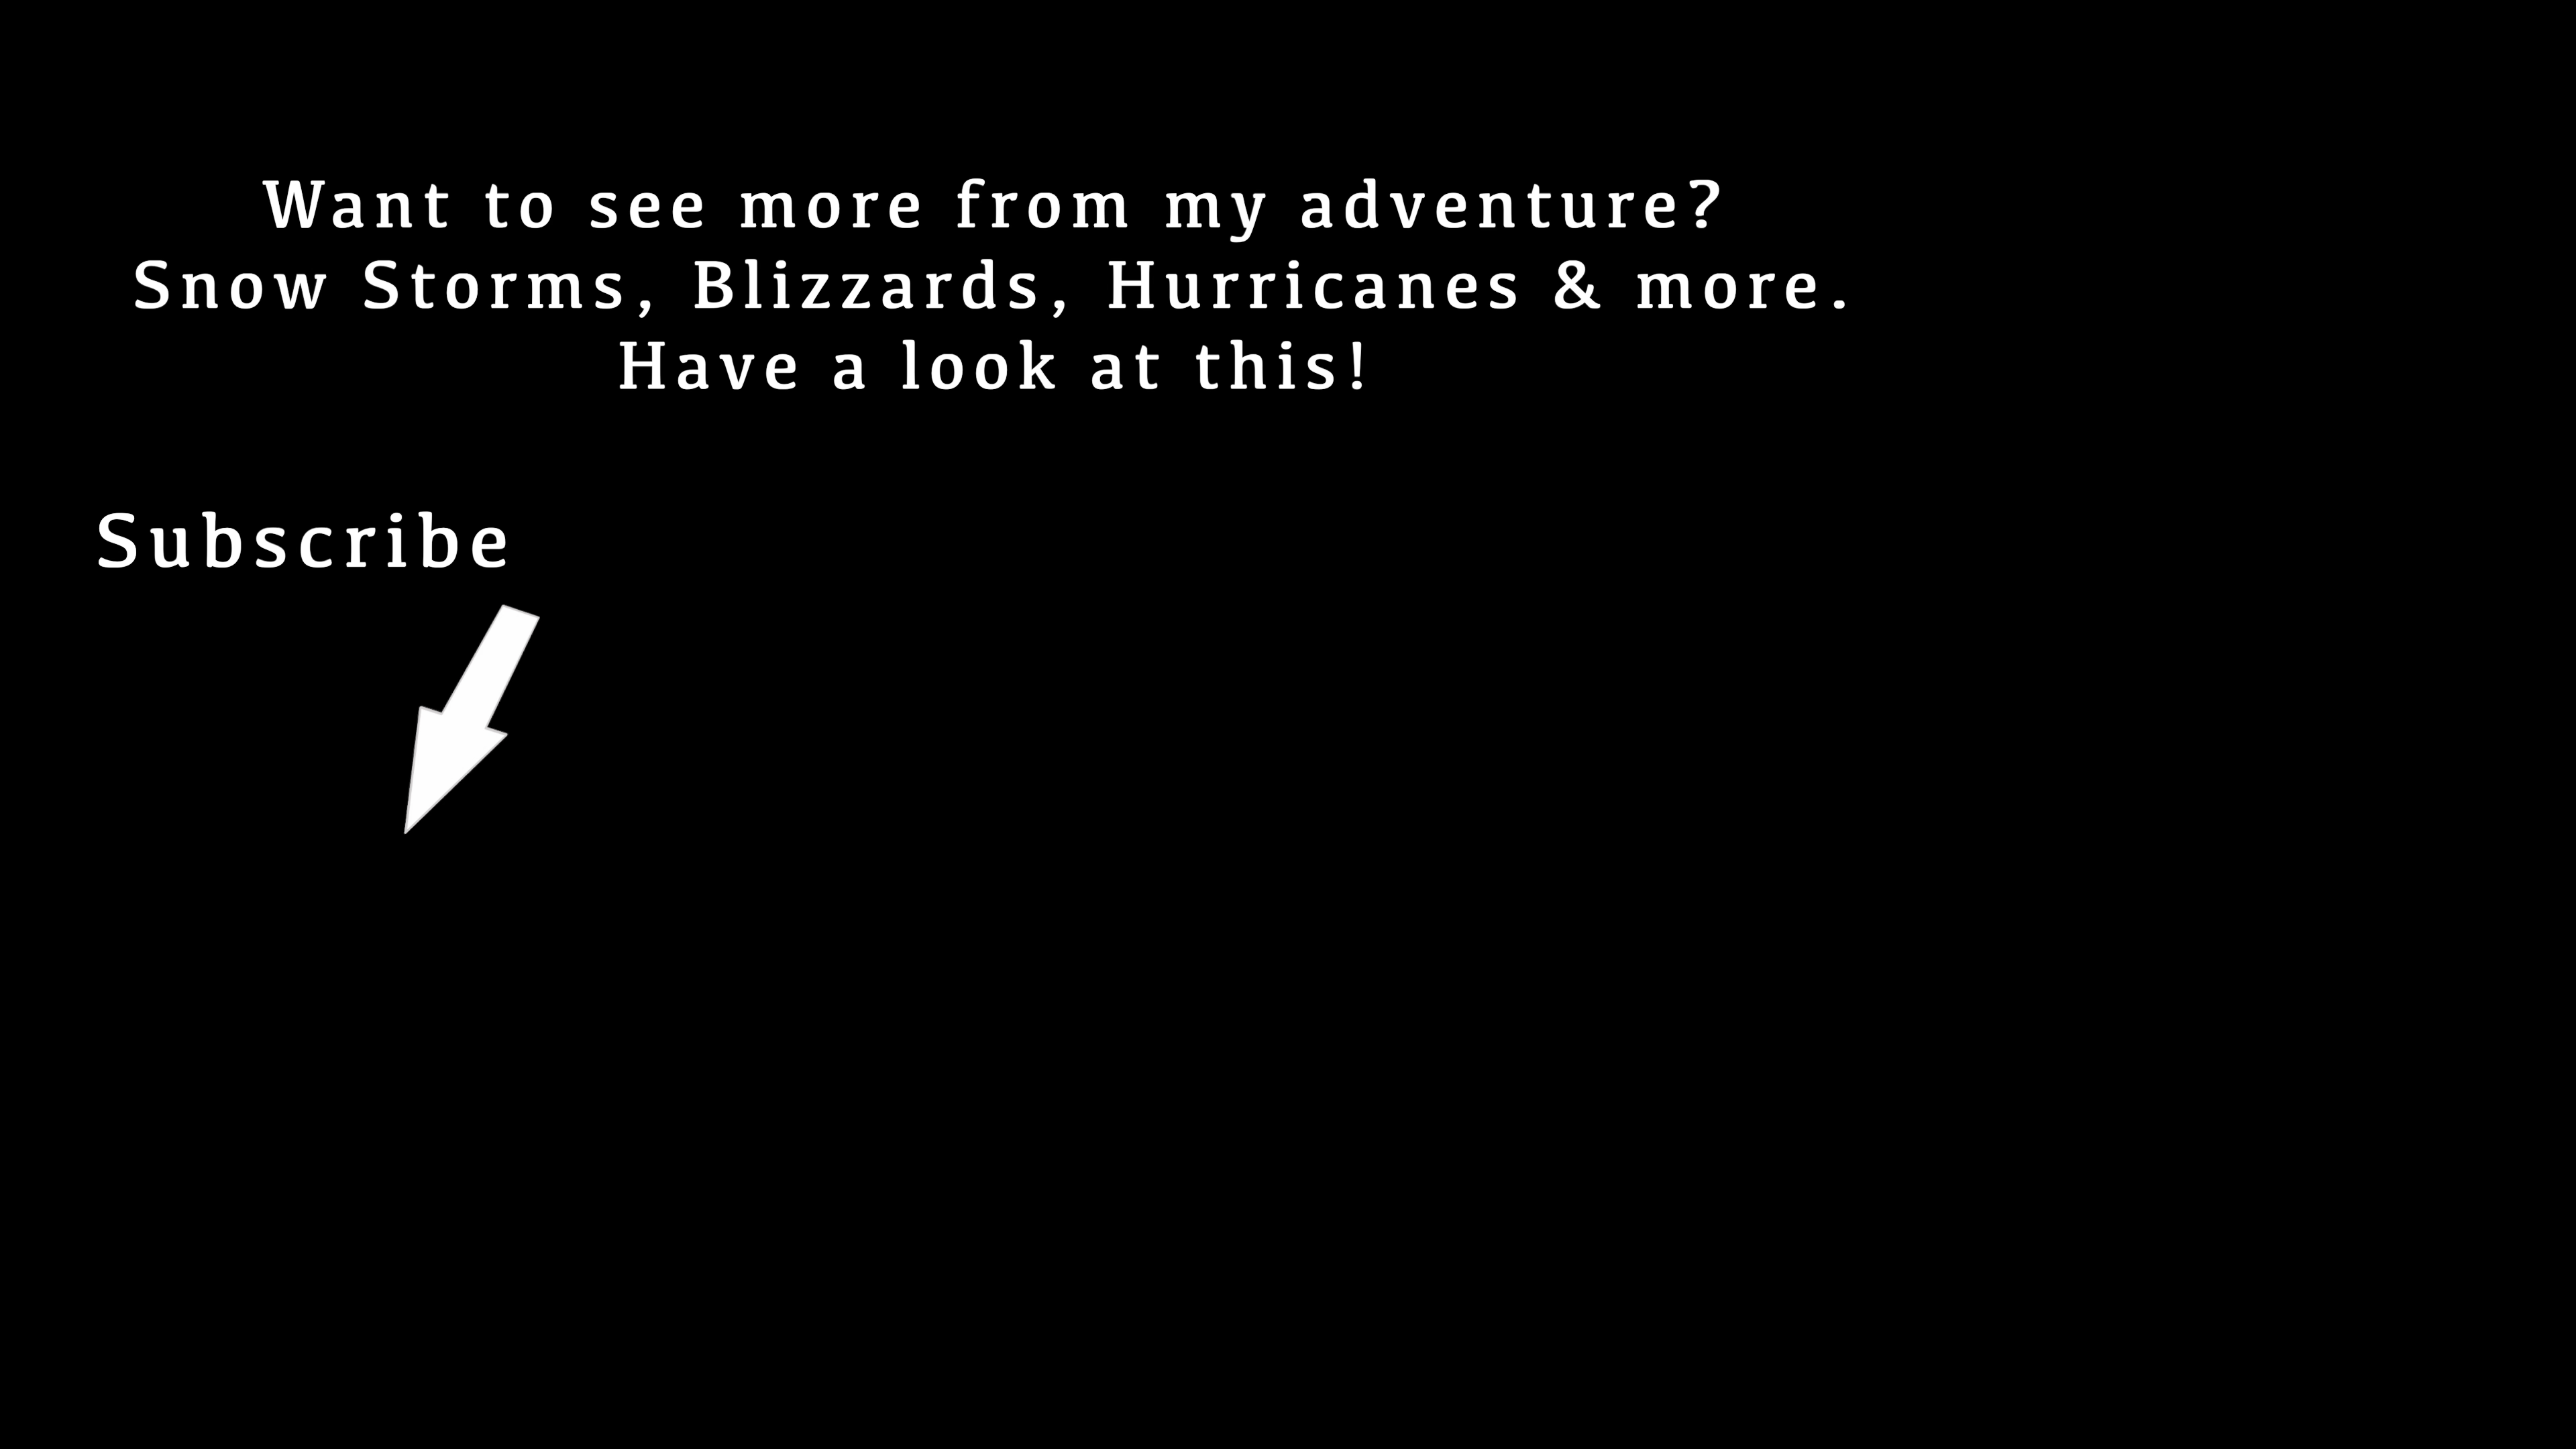 Want to see more from my adventure?
Snow Storms, Blizzards, Hurricanes & more.
Have a look at this!
Subscribe